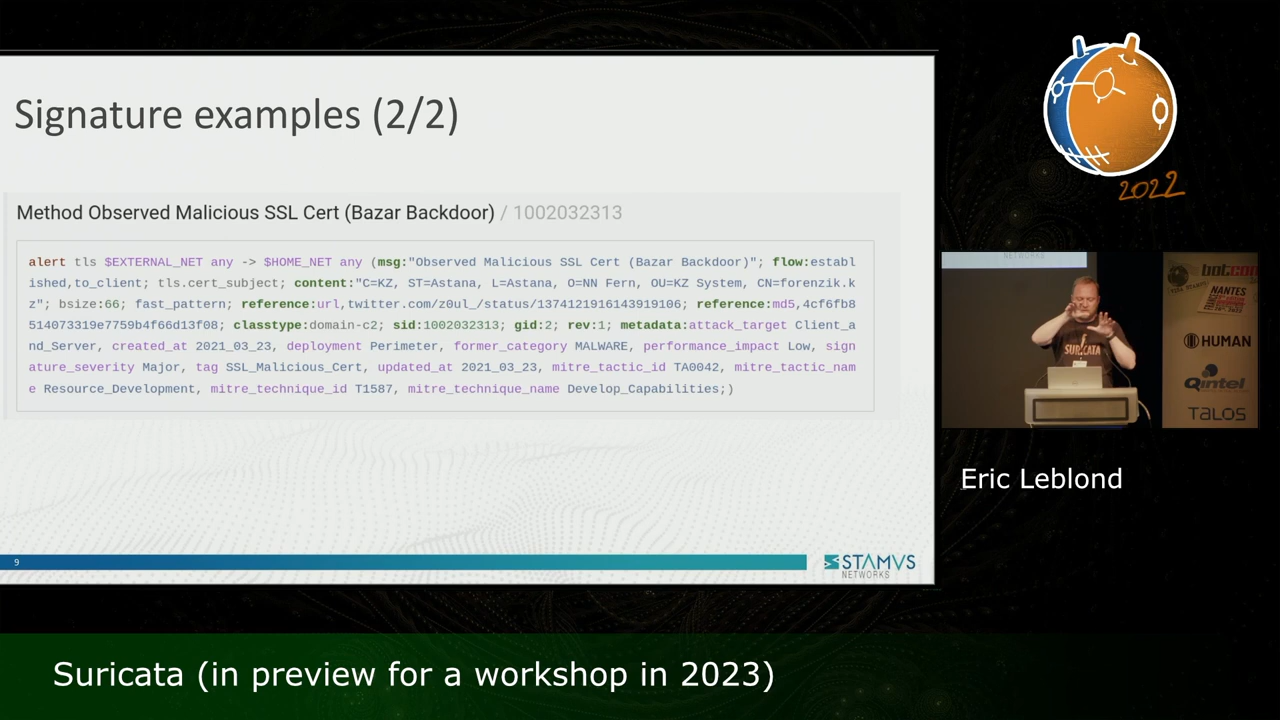 Signature examples (2/2)
Method Observed Malicious SSL Cert (Bazar Backdoor) / 1002032313
alert tls $EXTERNAL_NET any -> $HOME_NET any (msg:"Observed Malicious SSL Cert (Bazar Backdoor)"; flow:establ
ished,to_client; tls.cert_subject; content:"C=KZ, ST=Astana, L=Astana, O=NN Fern, OU=KZ System, CN=forenzik.k
z"; bsize:66; fast_pattern; reference:url,twitter.com/z0ul_/status/1374121916143919106; reference:md5,4cf6fb8
514073319e7759b4f66d13f08; classtype:domain-c2; sid:1002032313; gid:2; rev:1; metadata:attack_target Client_a
nd_Server, created_at 2021_03_23, deployment Perimeter, former_category MALWARE, performance_impact Low, sign
ature_severity Major, tag SSL_Malicious_Cert, updated_at 2021_03_23, mitre_tactic_id TA0042, mitre_tactic_nam
e Resource_Development, mitre_technique_id T1587, mitre_technique_name Develop_Capabilities;)
9
STAMVS
NETWORKS
2022
NETWORKS
SURICATA
botconf
NANTES
HUMAN
Qintel
TALOS
Eric Leblond
Suricata (in preview for a workshop in 2023)